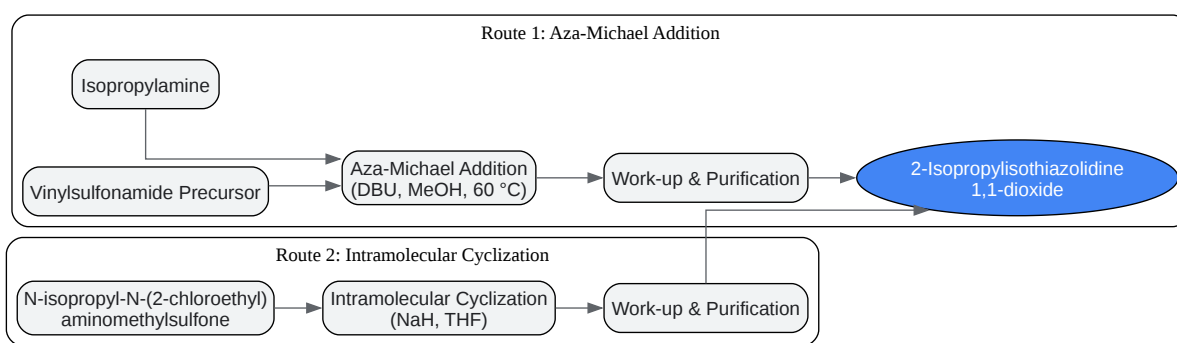 Route 1: Aza-Michael Addition
Isopropylamine
Vinylsulfonamide Precursor
Aza-Michael Addition
(DBU, MeOH, 60 °C)
Work-up & Purification
2-Isopropylisothiazolidine
1,1-dioxide
Route 2: Intramolecular Cyclization
N-isopropyl-N-(2-chloroethyl)
aminomethylsulfone
Intramolecular Cyclization
(NaH, THF)
Work-up & Purification